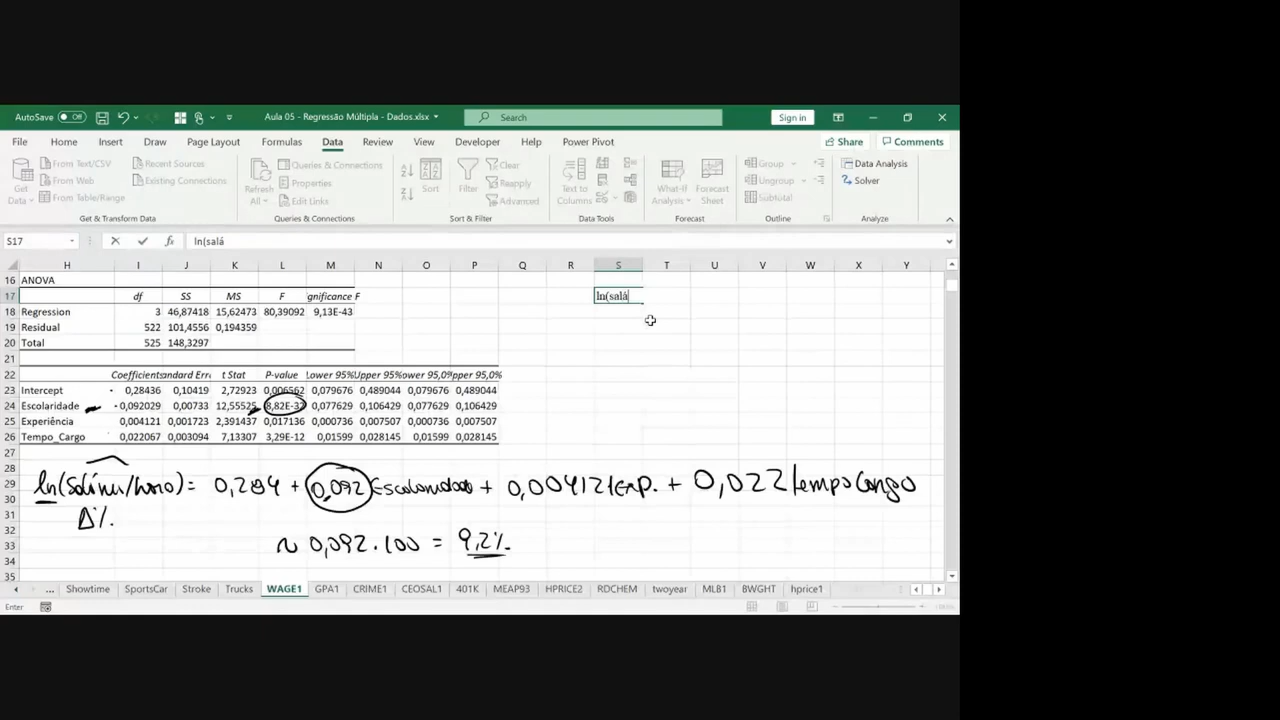 AutoSave Off Aula 05 - Regressão Múltipla - Dados.xlsx Search Sign in
File Home Insert Draw Page Layout Formulas Data Review View Developer Help Power Pivot Share Comments
Get Data From Text/CSV From Web From Table/Range Recent Sources Existing Connections
Refresh All Queries & Connections Properties Edit Links
Sort Filter Clear Reapply Advanced
Text to Columns What-If Analysis Forecast Sheet
Group Ungroup Subtotal Data Analysis Solver
Get & Transform Data Queries & Connections Sort & Filter Data Tools Forecast Outline Analyze
S17 fx ln(salá
H I J K L M N O P Q R S T U V W X Y
16 ANOVA
17 df SS MS F gnificance F ln(salá
18 Regression 3 46,87418 15,62473 80,39092 9,13E-43
19 Residual 522 101,4556 0,194359
20 Total 525 148,3297
21
22 Coefficients andard Err t Stat P-value Lower 95% Upper 95% ower 95,0% pper 95,0%
23 Intercept 0,28436 0,10419 2,72923 0,006562 0,079676 0,489044 0,079676 0,489044
24 Escolaridade 0,092029 0,00733 12,55525 8,82E-32 0,077629 0,106429 0,077629 0,106429
25 Experiência 0,004121 0,001723 2,391437 0,017136 0,000736 0,007507 0,000736 0,007507
26 Tempo_Cargo 0,022067 0,003094 7,13307 3,29E-12 0,01599 0,028145 0,01599 0,028145
27
28
29 ln(Salário/hora) = 0,284 + 0,092 Escolaridade + 0,00412 Exp. + 0,022 tempo Cargo
30
31 Δ%.
32
33 ~ 0,092.100 = 9,2%.
34
35
... Showtime SportsCar Stroke Trucks WAGE1 GPA1 CRIME1 CEOSAL1 401K MEAP93 HPRICE2 RDCHEM twoyear MLB1 BWGHT hprice1
Enter